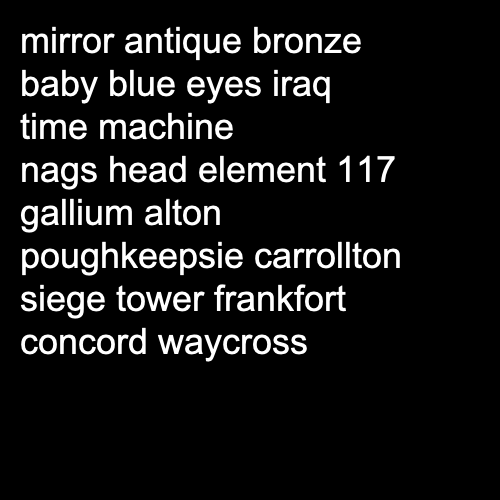 mirror antique bronze
baby blue eyes iraq
time machine
nags head element 117
gallium alton
poughkeepsie carrollton
siege tower frankfort
concord waycross